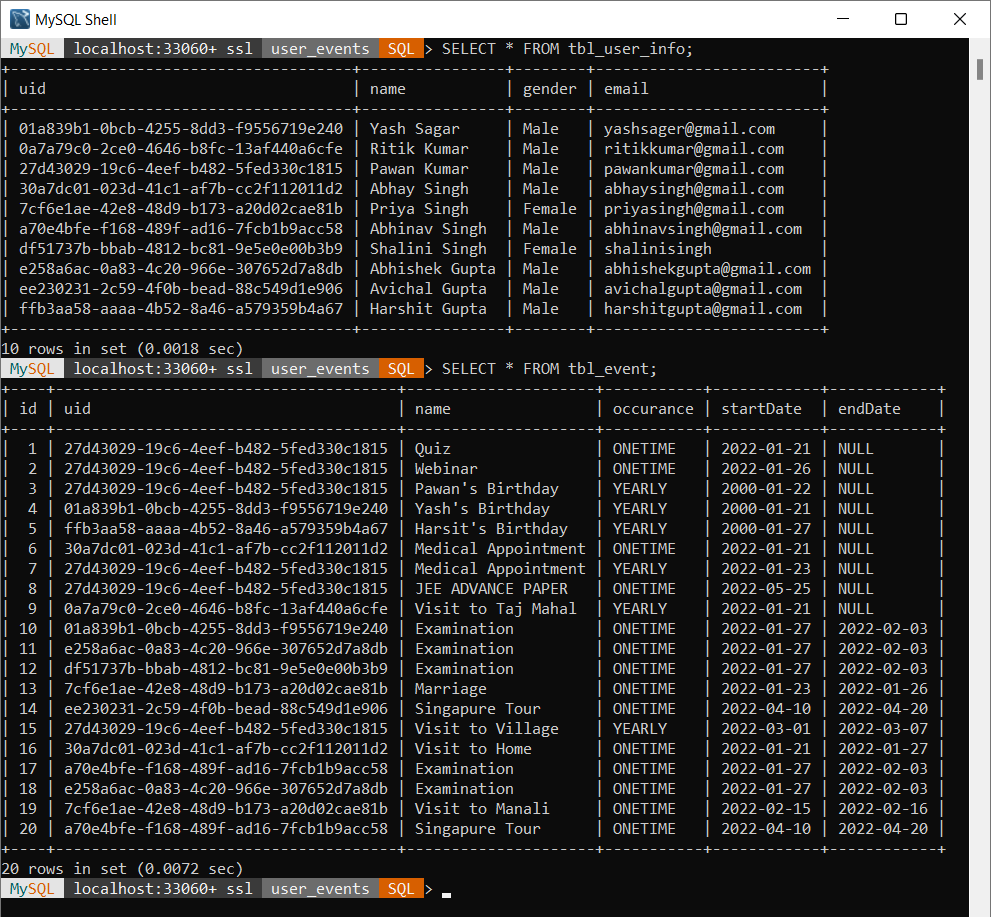 MySQL Shell
MySQL localhost:33060+ ssl user_events SQL > SELECT * FROM tbl_user_info;
+--------------------------------------+----------------+--------+-------------------------+
| uid                                  | name           | gender | email                   |
+--------------------------------------+----------------+--------+-------------------------+
| 01a839b1-0bcb-4255-8dd3-f9556719e240 | Yash Sagar     | Male   | yashsager@gmail.com     |
| 0a7a79c0-2ce0-4646-b8fc-13af440a6cfe | Ritik Kumar    | Male   | ritikkumar@gmail.com    |
| 27d43029-19c6-4eef-b482-5fed330c1815 | Pawan Kumar    | Male   | pawankumar@gmail.com    |
| 30a7dc01-023d-41c1-af7b-cc2f112011d2 | Abhay Singh    | Male   | abhaysingh@gmail.com    |
| 7cf6e1ae-42e8-48d9-b173-a20d02cae81b | Priya Singh    | Female | priyasingh@gmail.com    |
| a70e4bfe-f168-489f-ad16-7fcb1b9acc58 | Abhinav Singh  | Male   | abhinavsingh@gmail.com  |
| df51737b-bbab-4812-bc81-9e5e0e00b3b9 | Shalini Singh  | Female | shalinisingh            |
| e258a6ac-0a83-4c20-966e-307652d7a8db | Abhishek Gupta | Male   | abhishekgupta@gmail.com |
| ee230231-2c59-4f0b-bead-88c549d1e906 | Avichal Gupta  | Male   | avichalgupta@gmail.com  |
| ffb3aa58-aaaa-4b52-8a46-a579359b4a67 | Harshit Gupta  | Male   | harshitgupta@gmail.com  |
+--------------------------------------+----------------+--------+-------------------------+
10 rows in set (0.0018 sec)
MySQL localhost:33060+ ssl user_events SQL > SELECT * FROM tbl_event;
+----+--------------------------------------+---------------------+-----------+------------+------------+
| id | uid                                  | name                | occurance | startDate  | endDate    |
+----+--------------------------------------+---------------------+-----------+------------+------------+
|  1 | 27d43029-19c6-4eef-b482-5fed330c1815 | Quiz                | ONETIME   | 2022-01-21 | NULL       |
|  2 | 27d43029-19c6-4eef-b482-5fed330c1815 | Webinar             | ONETIME   | 2022-01-26 | NULL       |
|  3 | 27d43029-19c6-4eef-b482-5fed330c1815 | Pawan's Birthday    | YEARLY    | 2000-01-22 | NULL       |
|  4 | 01a839b1-0bcb-4255-8dd3-f9556719e240 | Yash's Birthday     | YEARLY    | 2000-01-21 | NULL       |
|  5 | ffb3aa58-aaaa-4b52-8a46-a579359b4a67 | Harsit's Birthday   | YEARLY    | 2000-01-27 | NULL       |
|  6 | 30a7dc01-023d-41c1-af7b-cc2f112011d2 | Medical Appointment | ONETIME   | 2022-01-21 | NULL       |
|  7 | 27d43029-19c6-4eef-b482-5fed330c1815 | Medical Appointment | YEARLY    | 2022-01-23 | NULL       |
|  8 | 27d43029-19c6-4eef-b482-5fed330c1815 | JEE ADVANCE PAPER   | ONETIME   | 2022-05-25 | NULL       |
|  9 | 0a7a79c0-2ce0-4646-b8fc-13af440a6cfe | Visit to Taj Mahal  | YEARLY    | 2022-01-21 | NULL       |
| 10 | 01a839b1-0bcb-4255-8dd3-f9556719e240 | Examination         | ONETIME   | 2022-01-27 | 2022-02-03 |
| 11 | e258a6ac-0a83-4c20-966e-307652d7a8db | Examination         | ONETIME   | 2022-01-27 | 2022-02-03 |
| 12 | df51737b-bbab-4812-bc81-9e5e0e00b3b9 | Examination         | ONETIME   | 2022-01-27 | 2022-02-03 |
| 13 | 7cf6e1ae-42e8-48d9-b173-a20d02cae81b | Marriage            | ONETIME   | 2022-01-23 | 2022-01-26 |
| 14 | ee230231-2c59-4f0b-bead-88c549d1e906 | Singapure Tour      | ONETIME   | 2022-04-10 | 2022-04-20 |
| 15 | 27d43029-19c6-4eef-b482-5fed330c1815 | Visit to Village    | YEARLY    | 2022-03-01 | 2022-03-07 |
| 16 | 30a7dc01-023d-41c1-af7b-cc2f112011d2 | Visit to Home       | ONETIME   | 2022-01-21 | 2022-01-27 |
| 17 | a70e4bfe-f168-489f-ad16-7fcb1b9acc58 | Examination         | ONETIME   | 2022-01-27 | 2022-02-03 |
| 18 | e258a6ac-0a83-4c20-966e-307652d7a8db | Examination         | ONETIME   | 2022-01-27 | 2022-02-03 |
| 19 | 7cf6e1ae-42e8-48d9-b173-a20d02cae81b | Visit to Manali     | ONETIME   | 2022-02-15 | 2022-02-16 |
| 20 | a70e4bfe-f168-489f-ad16-7fcb1b9acc58 | Singapure Tour      | ONETIME   | 2022-04-10 | 2022-04-20 |
+----+--------------------------------------+---------------------+-----------+------------+------------+
20 rows in set (0.0072 sec)
MySQL localhost:33060+ ssl user_events SQL > _